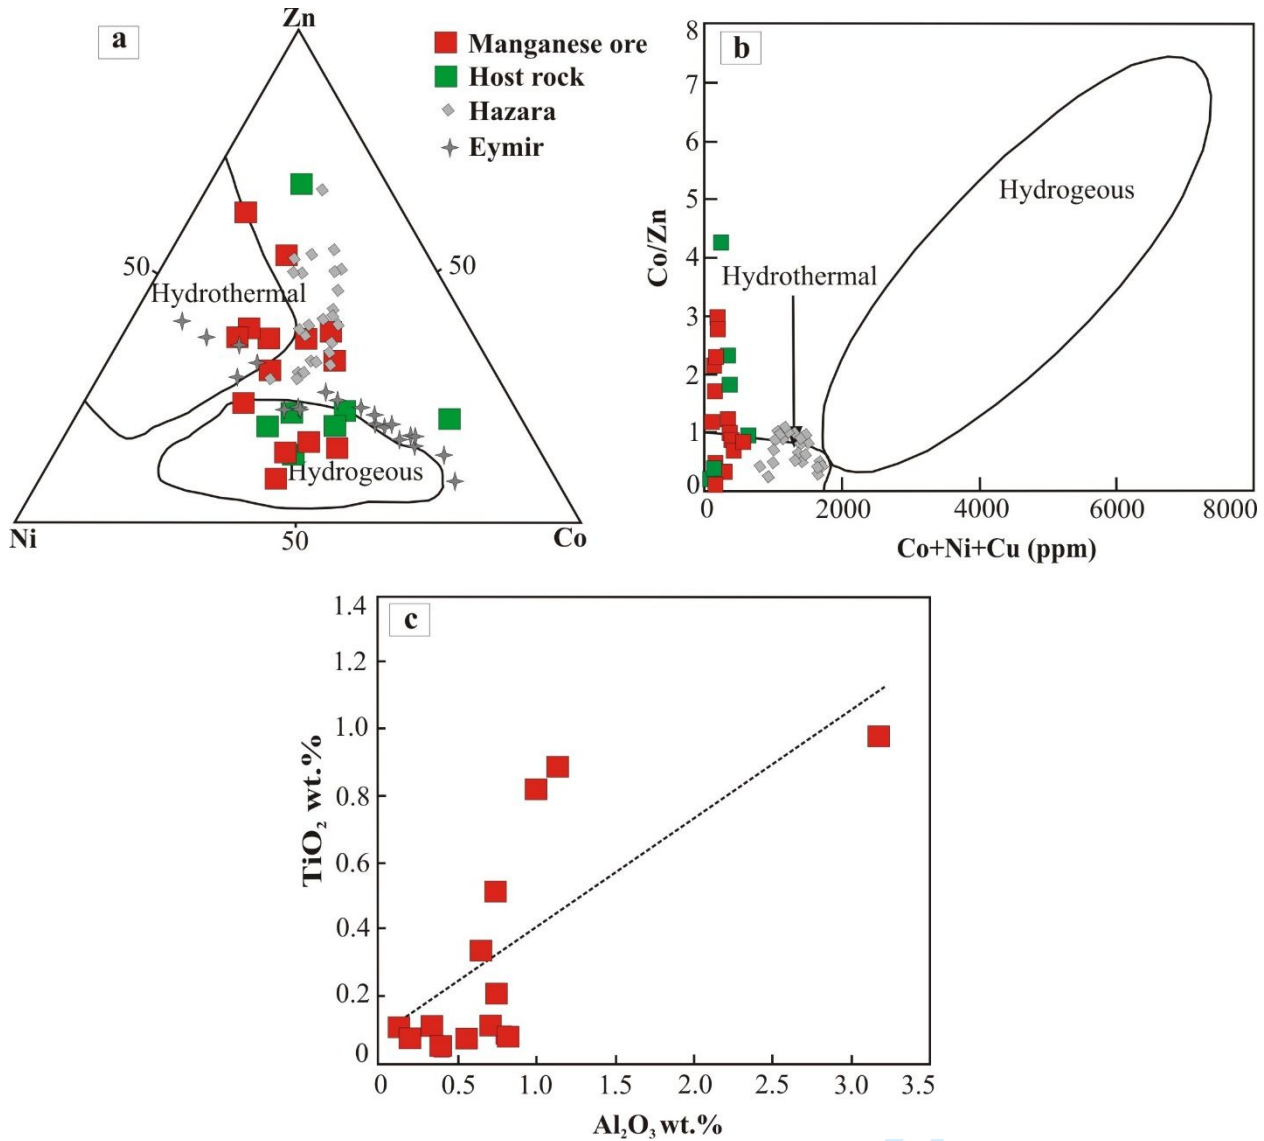 a
Zn
Manganese ore
Host rock
Hazara
Eymir
50
50
Hydrothermal
Hydrogeous
Ni
50
Co
b
8
7
6
5
4
3
2
1
0
Co/Zn
Hydrogeous
Hydrothermal
0
2000
4000
6000
8000
Co+Ni+Cu (ppm)
c
1.4
1.2
1.0
0.8
0.6
0.4
0.2
0
TiO₂ wt.%
0
0.5
1.0
1.5
2.0
2.5
3.0
3.5
Al₂O₃ wt.%